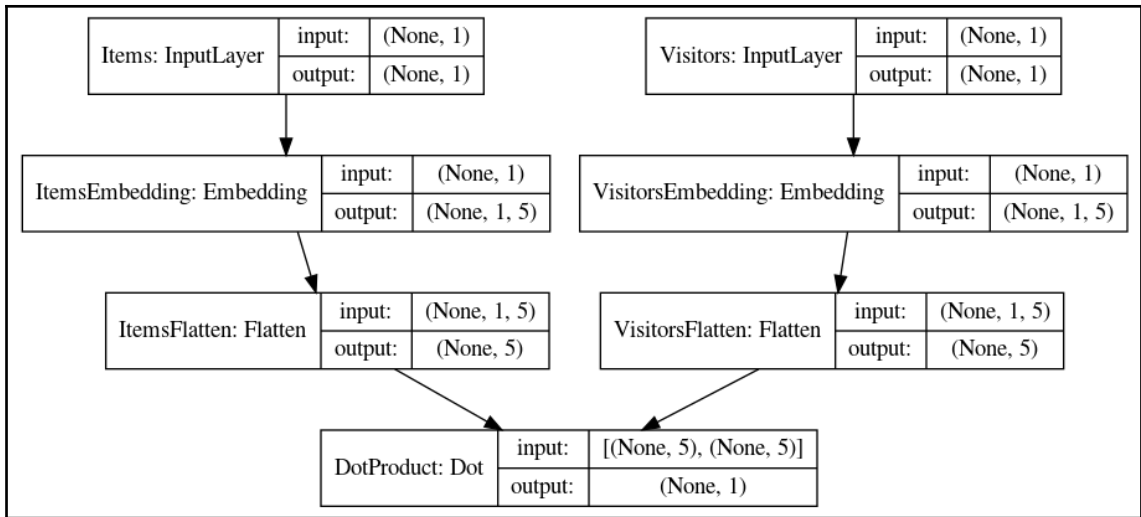 Items: InputLayer
input: (None, 1)
output: (None, 1)
Visitors: InputLayer
input: (None, 1)
output: (None, 1)
ItemsEmbedding: Embedding
input: (None, 1)
output: (None, 1, 5)
VisitorsEmbedding: Embedding
input: (None, 1)
output: (None, 1, 5)
ItemsFlatten: Flatten
input: (None, 1, 5)
output: (None, 5)
VisitorsFlatten: Flatten
input: (None, 1, 5)
output: (None, 5)
DotProduct: Dot
input: [(None, 5), (None, 5)]
output: (None, 1)